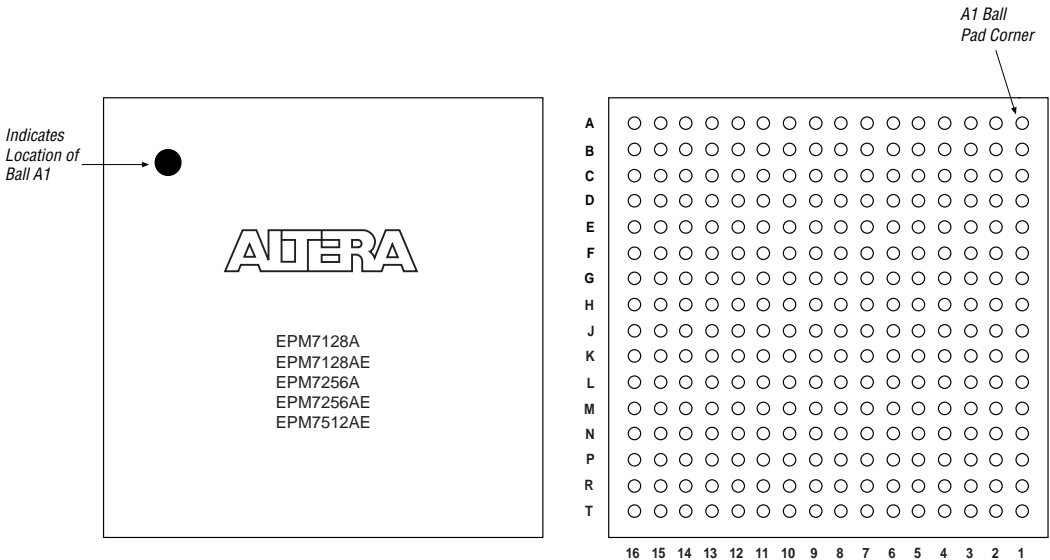 A1 Ball
Pad Corner
Indicates
Location of
Ball A1
ALTERA
EPM7128A
EPM7128AE
EPM7256A
EPM7256AE
EPM7512AE
A
B
C
D
E
F
G
H
J
K
L
M
N
P
R
T
16 15 14 13 12 11 10 9 8 7 6 5 4 3 2 1